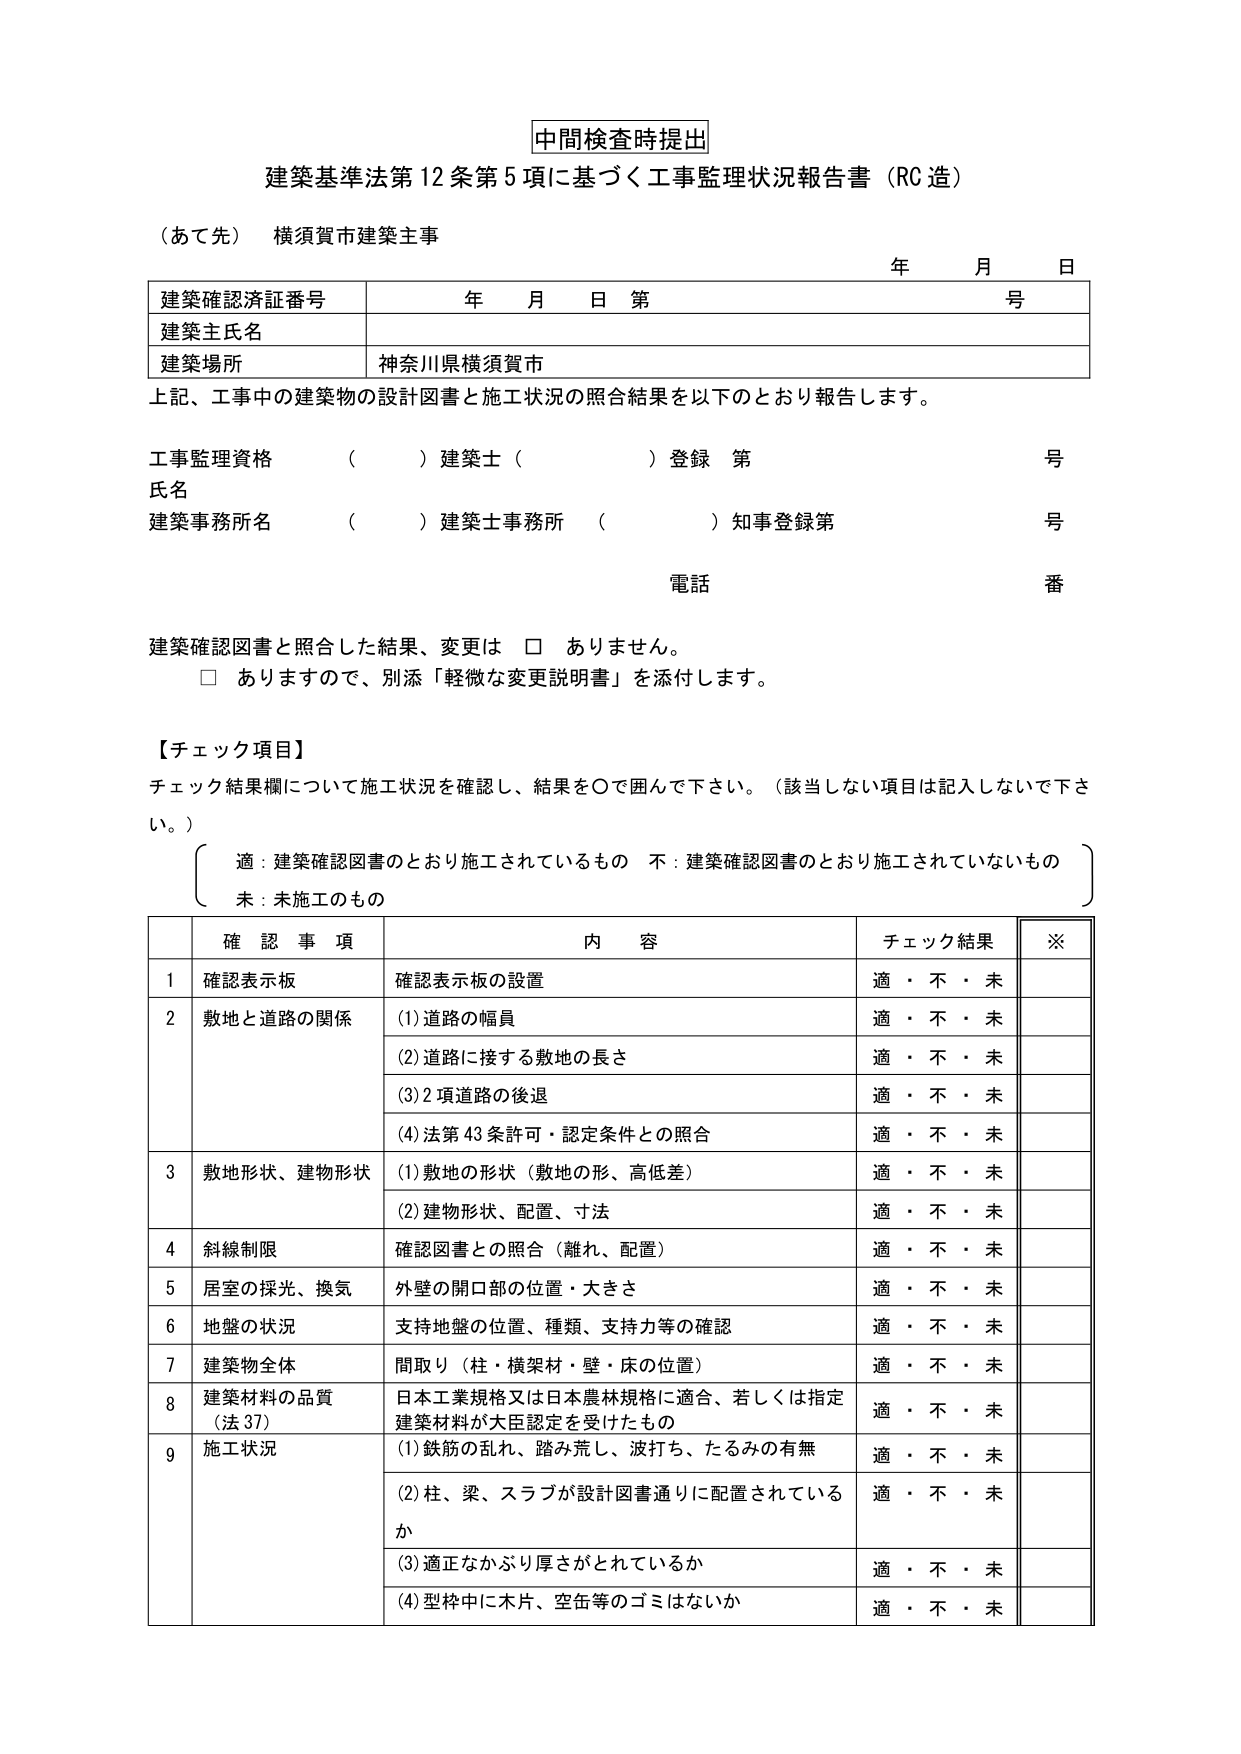 中間検査時提出
建築基準法第12条第5項に基づく工事監理状況報告書（RC造）
（あて先）　横須賀市建築主事
年　　　月　　　日
建築確認済証番号　　年　　月　　日　第　　　　　　　　号
建築主氏名
建築場所　神奈川県横須賀市
上記、工事中の建築物の設計図書と施工状況の照合結果を以下のとおり報告します。
工事監理資格　　　（　　　）建築士（　　　　　　）登録　第　　　　　　　　号
氏名
建築事務所名　　　（　　　）建築士事務所　（　　　　　）知事登録第　　　　　　　　号
電話　　　　　　　　番
建築確認図書と照合した結果、変更は　□　ありません。
□　ありますので、別添「軽微な変更説明書」を添付します。
【チェック項目】
チェック結果欄について施工状況を確認し、結果を〇で囲んで下さい。（該当しない項目は記入しないで下さ
い。）
適：建築確認図書のとおり施工されているもの　不：建築確認図書のとおり施工されていないもの
未：未施工のもの
確　認　事　項　　内　　容　　チェック結果　　※
1　確認表示板　確認表示板の設置　適 ・ 不 ・ 未
2　敷地と道路の関係　(1)道路の幅員　適 ・ 不 ・ 未
(2)道路に接する敷地の長さ　適 ・ 不 ・ 未
(3)2項道路の後退　適 ・ 不 ・ 未
(4)法第43条許可・認定条件との照合　適 ・ 不 ・ 未
3　敷地形状、建物形状　(1)敷地の形状（敷地の形、高低差）　適 ・ 不 ・ 未
(2)建物形状、配置、寸法　適 ・ 不 ・ 未
4　斜線制限　確認図書との照合（離れ、配置）　適 ・ 不 ・ 未
5　居室の採光、換気　外壁の開口部の位置・大きさ　適 ・ 不 ・ 未
6　地盤の状況　支持地盤の位置、種類、支持力等の確認　適 ・ 不 ・ 未
7　建築物全体　間取り（柱・横架材・壁・床の位置）　適 ・ 不 ・ 未
8　建築材料の品質　日本工業規格又は日本農林規格に適合、若しくは指定　適 ・ 不 ・ 未
（法37）　建築材料が大臣認定を受けたもの
9　施工状況　(1)鉄筋の乱れ、踏み荒し、波打ち、たるみの有無　適 ・ 不 ・ 未
(2)柱、梁、スラブが設計図書通りに配置されている　適 ・ 不 ・ 未
か
(3)適正なかぶり厚さがとれているか　適 ・ 不 ・ 未
(4)型枠中に木片、空缶等のゴミはないか　適 ・ 不 ・ 未